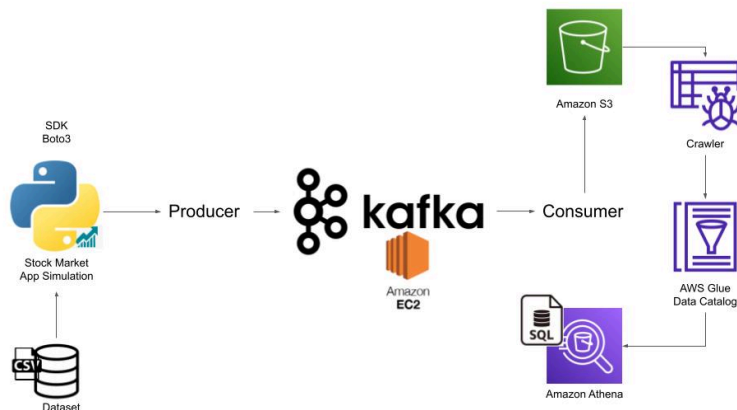 SDK
Boto3
Stock Market
App Simulation
CSV
Dataset
Producer
kafka
Amazon
EC2
Consumer
Amazon S3
Crawler
AWS Glue
Data Catalog
SQL
Amazon Athena